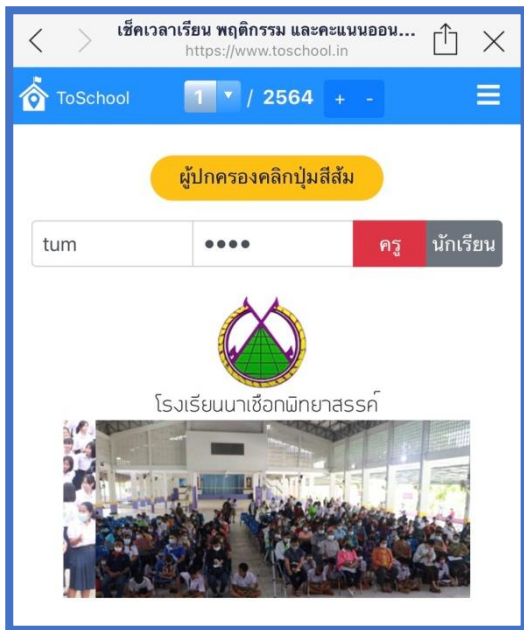 เช็คเวลาเรียน พฤติกรรม และคะแนนออน...
https://www.toschool.in
ToSchool 1 / 2564 + -
ผู้ปกครองคลิกปุ่มสีส้ม
tum •••• ครู นักเรียน
โรงเรียนนาเชือกพิทยาสรรค์